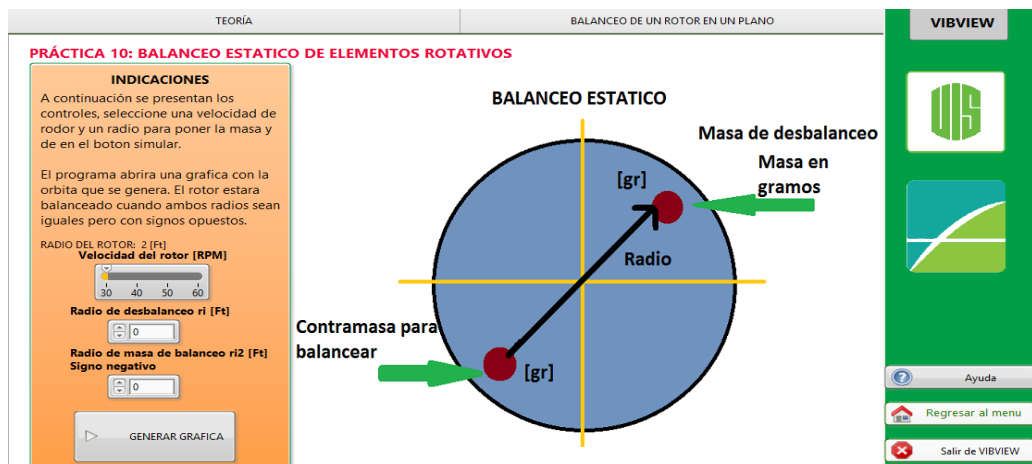 TEORÍA
BALANCEO DE UN ROTOR EN UN PLANO
VIBVIEW
PRÁCTICA 10: BALANCEO ESTATICO DE ELEMENTOS ROTATIVOS
INDICACIONES
A continuación se presentan los
controles, seleccione una velocidad de
rodor y un radio para poner la masa y
de en el boton simular.
El programa abrira una grafica con la
orbita que se genera. El rotor estara
balanceado cuando ambos radios sean
iguales pero con signos opuestos.
RADIO DEL ROTOR: 2 [Ft]
Velocidad del rotor [RPM]
30 40 50 60
Radio de desbalanceo ri [Ft]
0
Radio de masa de balanceo ri2 [Ft]
Signo negativo
0
GENERAR GRAFICA
BALANCEO ESTATICO
Masa de desbalanceo
Masa en
gramos
[gr]
Radio
Contramasa para
balancear
[gr]
UIS
Ayuda
Regresar al menu
Salir de VIBVIEW